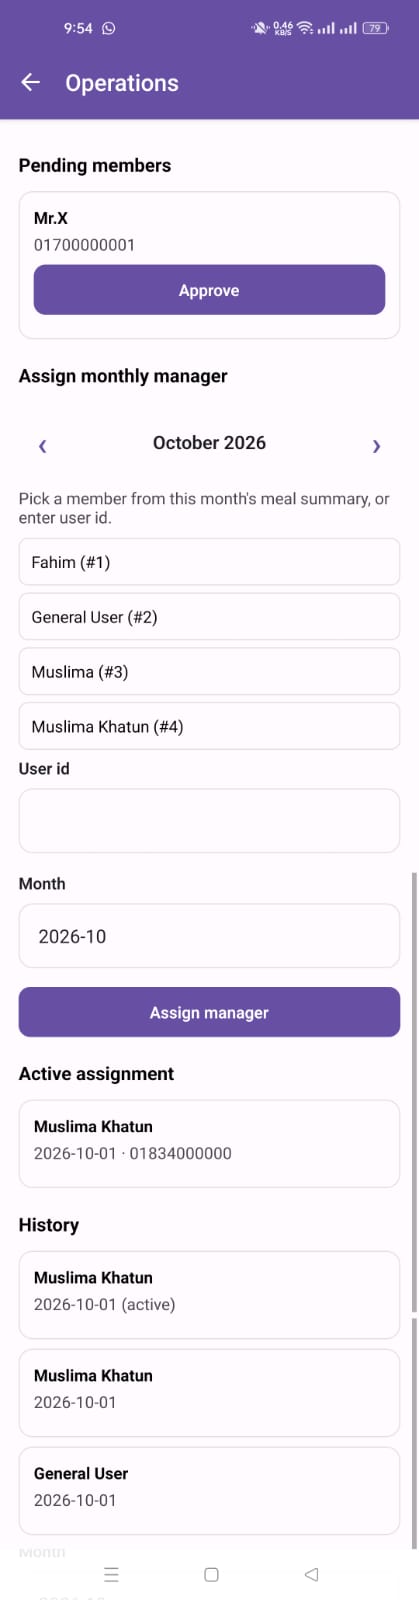 9:54
0.46
KB/S
79
Operations
Pending members
Mr.X
01700000001
Approve
Assign monthly manager
October 2026
Pick a member from this month's meal summary, or
enter user id.
Fahim (#1)
General User (#2)
Muslima (#3)
Muslima Khatun (#4)
User id
Month
2026-10
Assign manager
Active assignment
Muslima Khatun
2026-10-01 · 01834000000
History
Muslima Khatun
2026-10-01 (active)
Muslima Khatun
2026-10-01
General User
2026-10-01
Month